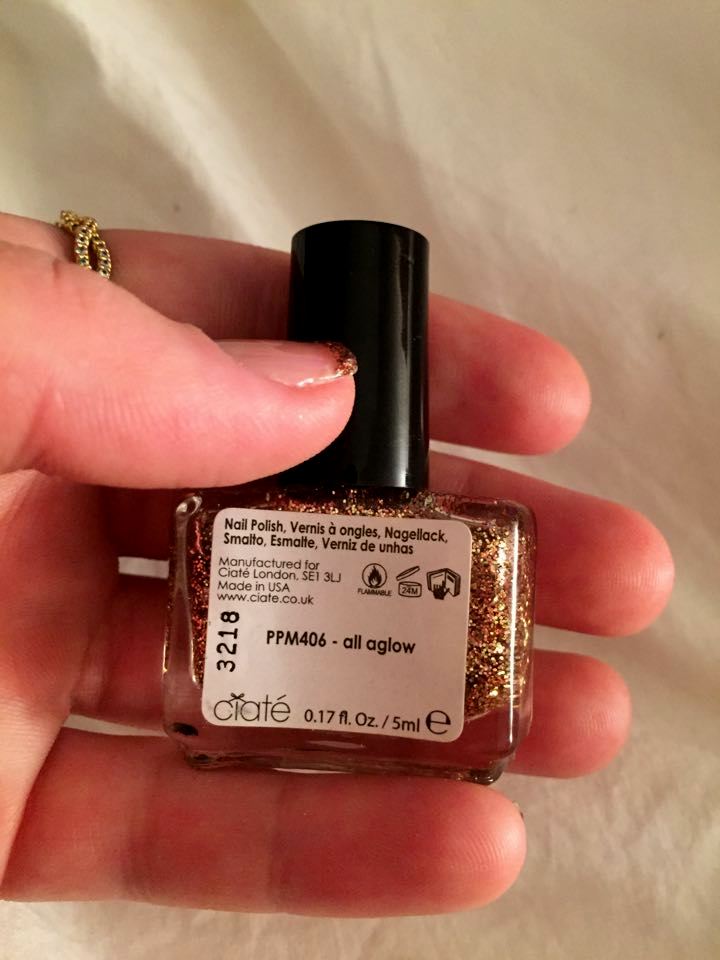 Nail Polish, Vernis à ongles, Nagellack,
Smalto, Esmalte, Verniz de unhas
Manufactured for
Ciaté London, SE1 3LJ
Made in USA
www.ciate.co.uk
FLAMMABLE
24M
3218
PPM406 - all aglow
ciaté
0.17 fl. Oz. / 5ml e